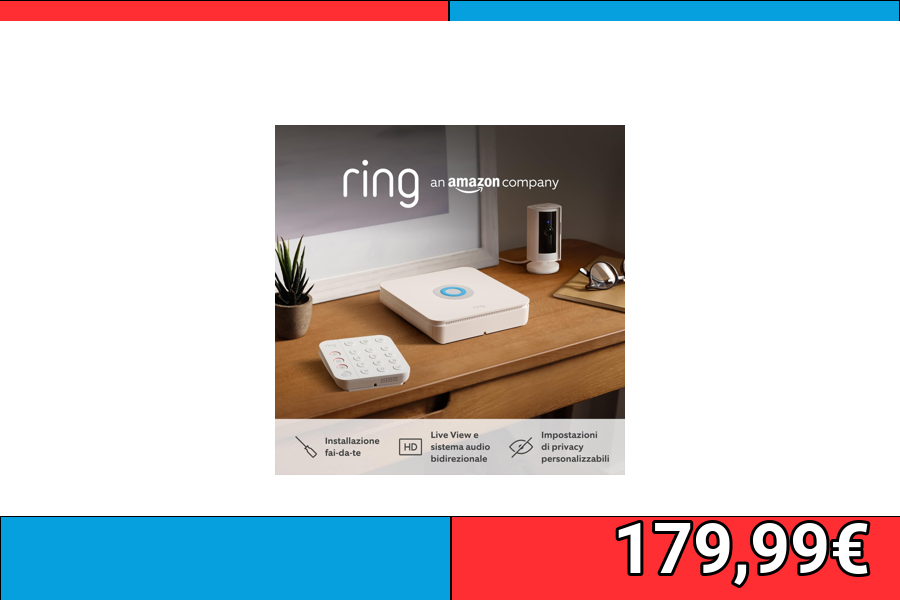 ring an amazon company
ring
Installazione
fai-da-te
HD
Live View e
sistema audio
bidirezionale
Impostazioni
di privacy
personalizzabili
179,99€